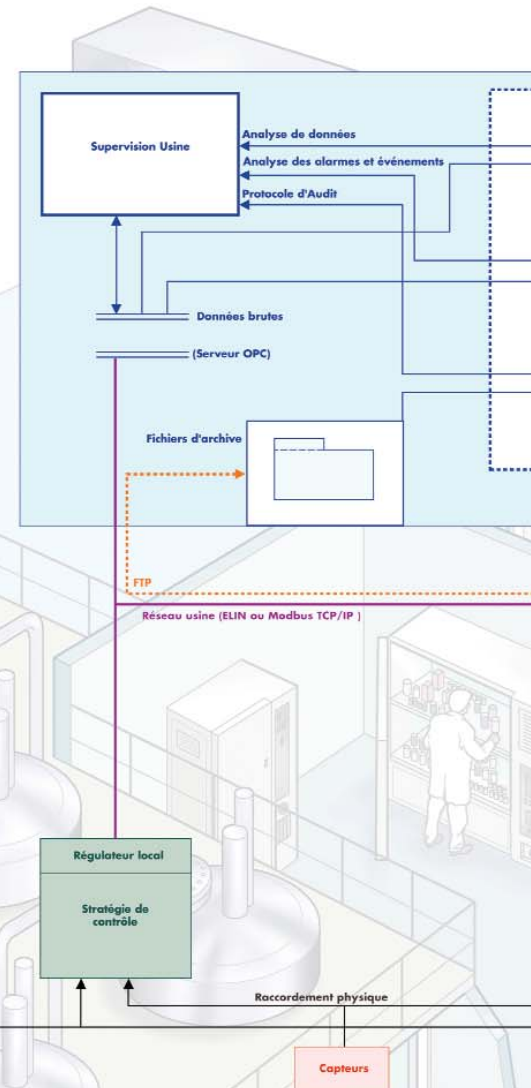 Analyse de données
Supervision Usine
Analyse des alarmes et événements
Protocole d'Audit
Données brutes
(Serveur OPC)
Fichiers d'archive
FTP
Réseau usine (ELIN ou Modbus TCP/IP )
Régulateur local
Stratégie de
contrôle
Raccordement physique
Capteurs